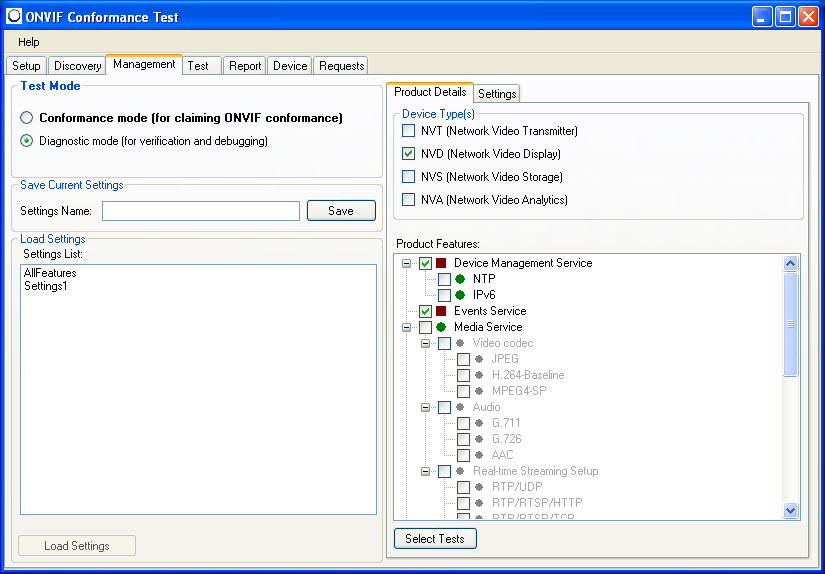 ONVIF Conformance Test
Help
Setup Discovery Management Test Report Device Requests
Test Mode
Conformance mode (for claiming ONVIF conformance)
Diagnostic mode (for verification and debugging)
Save Current Settings
Settings Name:
Save
Load Settings
Settings List:
AllFeatures
Settings1
Load Settings
Product Details Settings
Device Type(s)
NVT (Network Video Transmitter)
NVD (Network Video Display)
NVS (Network Video Storage)
NVA (Network Video Analytics)
Product Features:
Device Management Service
NTP
IPv6
Events Service
Media Service
Video codec
JPEG
H.264-Baseline
MPEG4-SP
Audio
G.711
G.726
AAC
Real-time Streaming Setup
RTP/UDP
RTP/RTSP/HTTP
RTP/RTSP/TCP
Select Tests